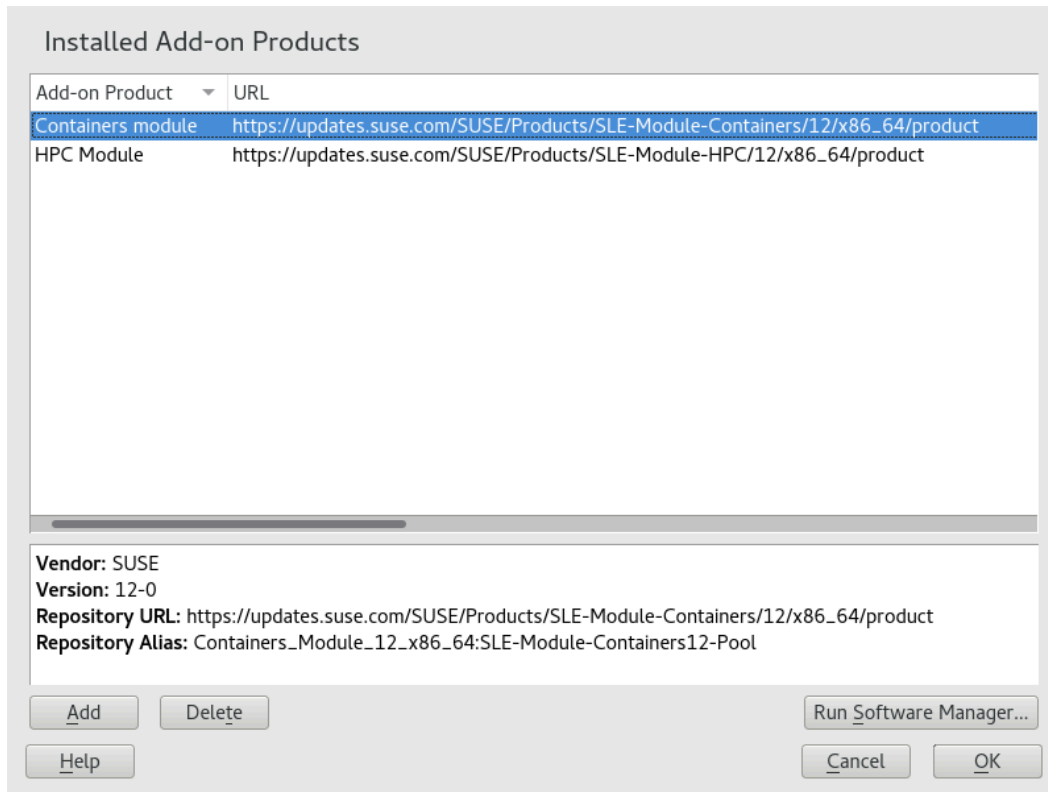 Installed Add-on Products
Add-on Product URL
Containers module https://updates.suse.com/SUSE/Products/SLE-Module-Containers/12/x86_64/product
HPC Module https://updates.suse.com/SUSE/Products/SLE-Module-HPC/12/x86_64/product
Vendor: SUSE
Version: 12-0
Repository URL: https://updates.suse.com/SUSE/Products/SLE-Module-Containers/12/x86_64/product
Repository Alias: Containers_Module_12_x86_64:SLE-Module-Containers12-Pool
Add Delete Run Software Manager...
Help Cancel OK